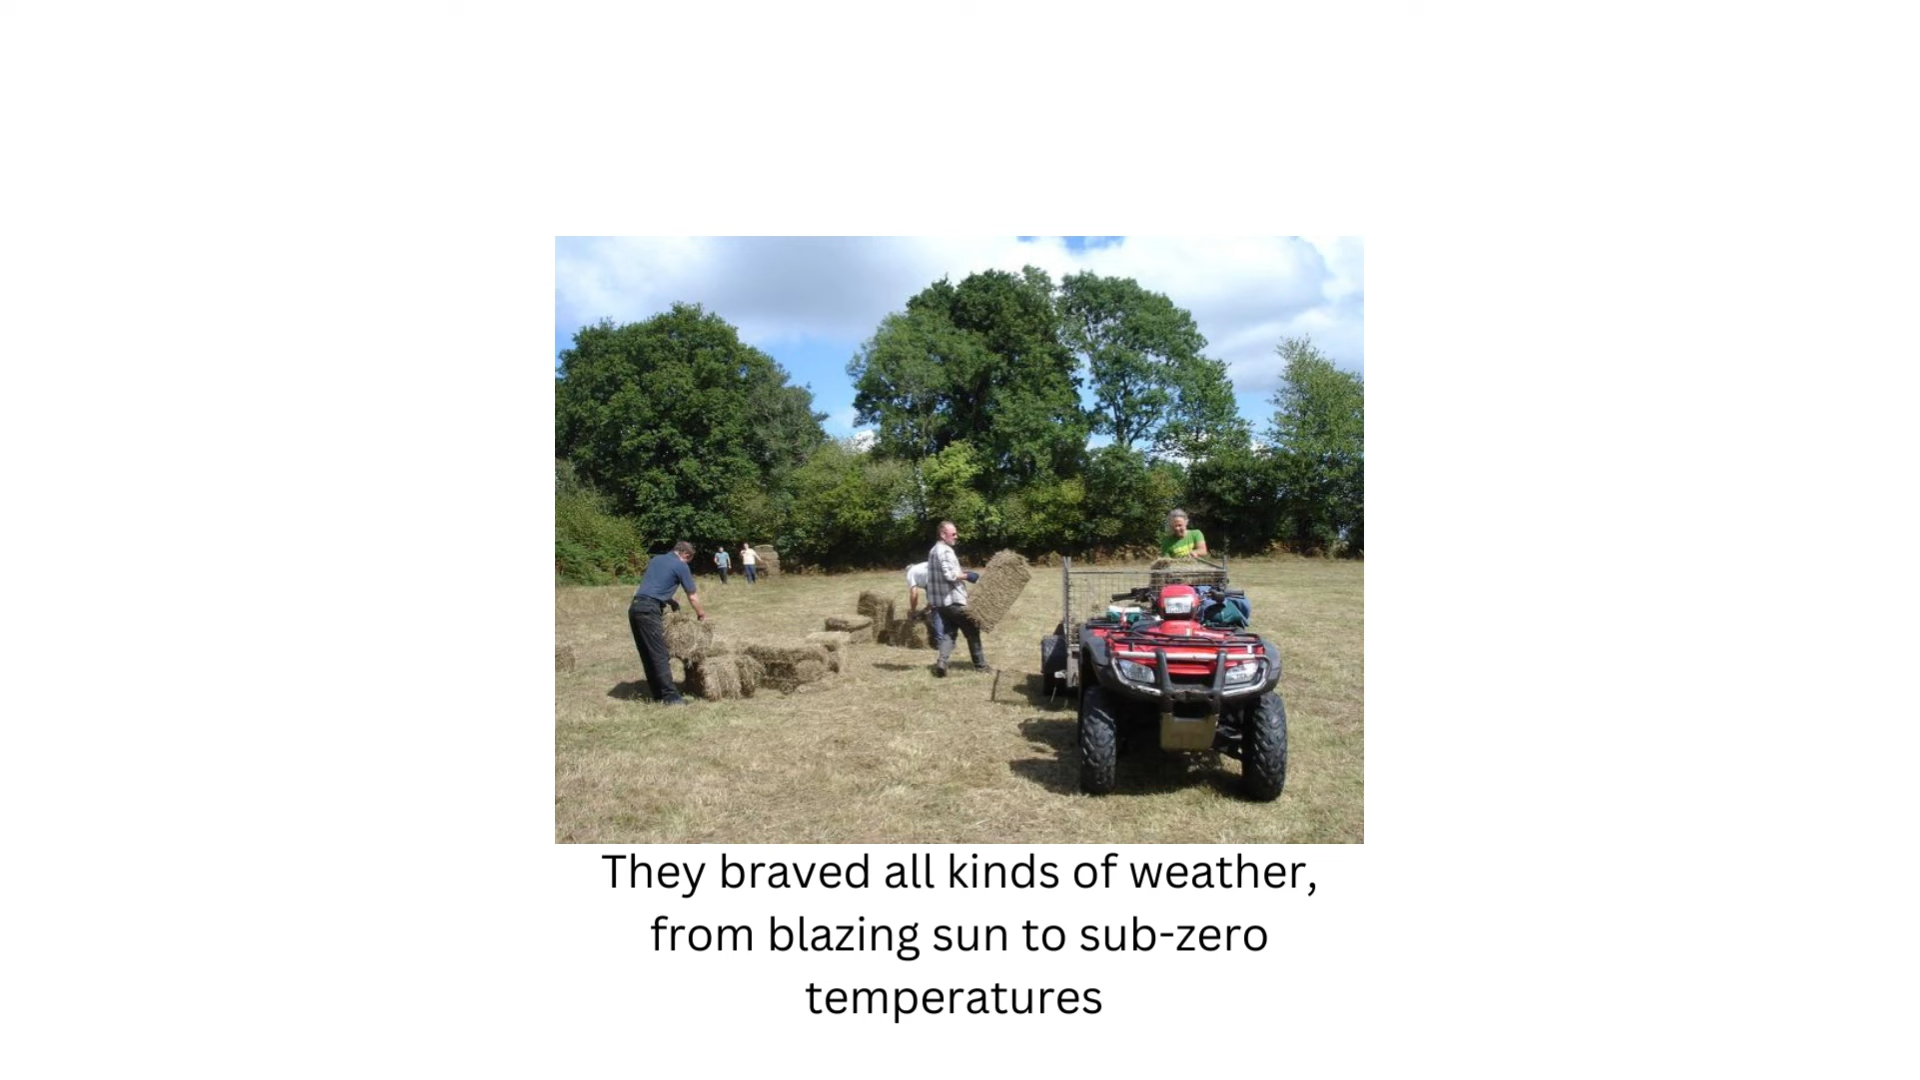 They braved all kinds of weather,
from blazing sun to sub-zero
temperatures